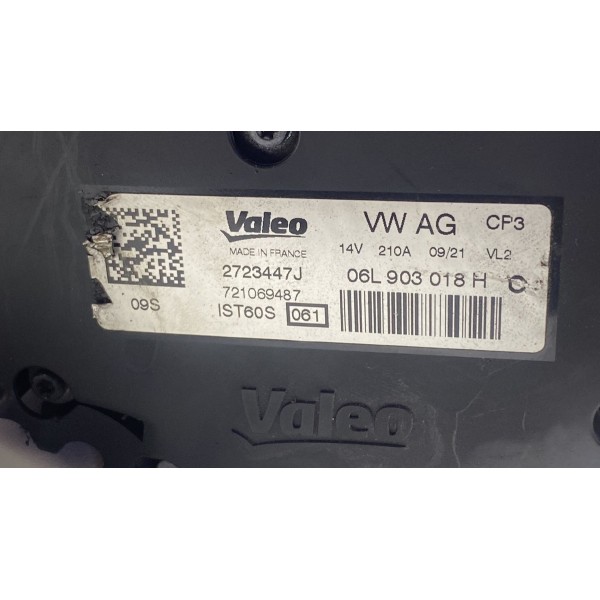 Valeo VW AG CP3
MADE IN FRANCE 14V 210A 09/21 VL2
2723447J 06L 903 018 H
721069487
09S IST60S 061
Valeo